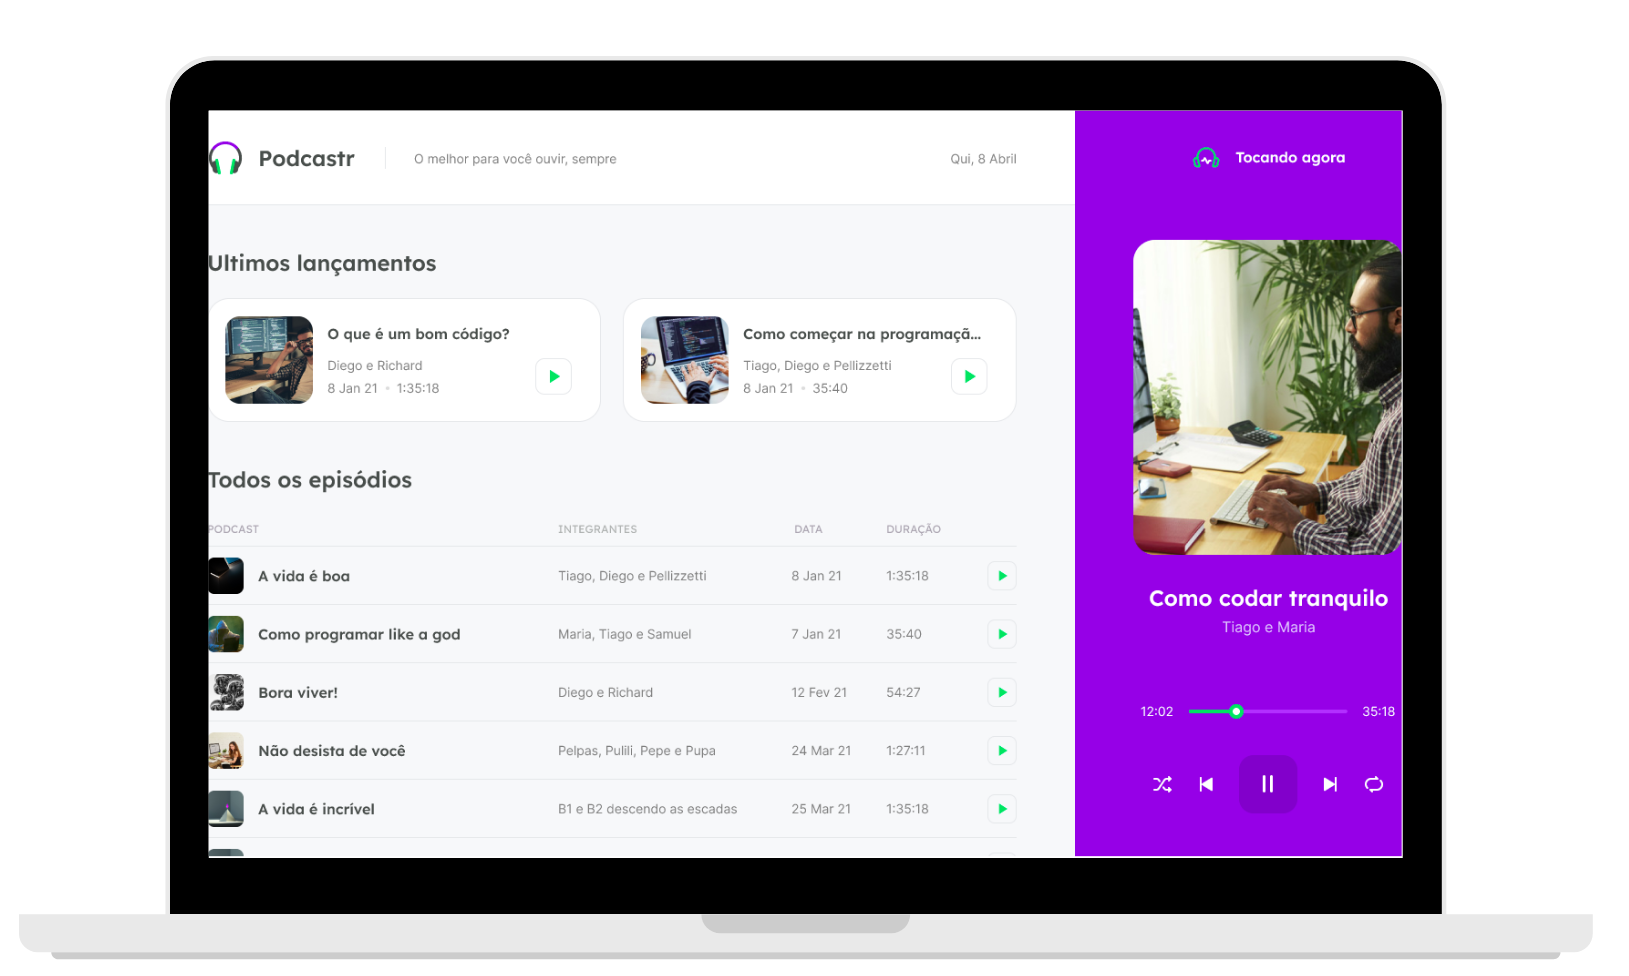 Podcastr
O melhor para você ouvir, sempre
Qui, 8 Abril
Tocando agora
Ultimos lançamentos
O que é um bom código?
Diego e Richard
8 Jan 21 • 1:35:18
Como começar na programaçã...
Tiago, Diego e Pellizzetti
8 Jan 21 • 35:40
Todos os episódios
PODCAST INTEGRANTES DATA DURAÇÃO
A vida é boa Tiago, Diego e Pellizzetti 8 Jan 21 1:35:18
Como programar like a god Maria, Tiago e Samuel 7 Jan 21 35:40
Bora viver! Diego e Richard 12 Fev 21 54:27
Não desista de você Pelpas, Pulili, Pepe e Pupa 24 Mar 21 1:27:11
A vida é incrível B1 e B2 descendo as escadas 25 Mar 21 1:35:18
Como codar tranquilo
Tiago e Maria
12:02 35:18